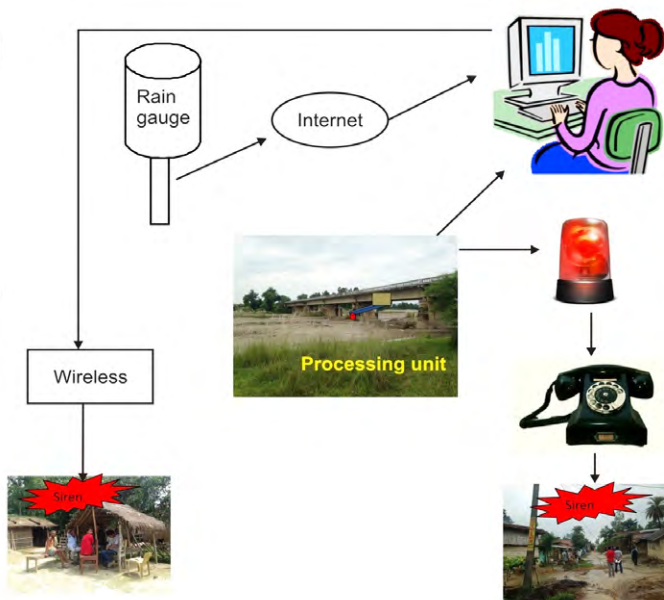 Rain
gauge
Internet
Processing unit
Wireless
Siren
Siren